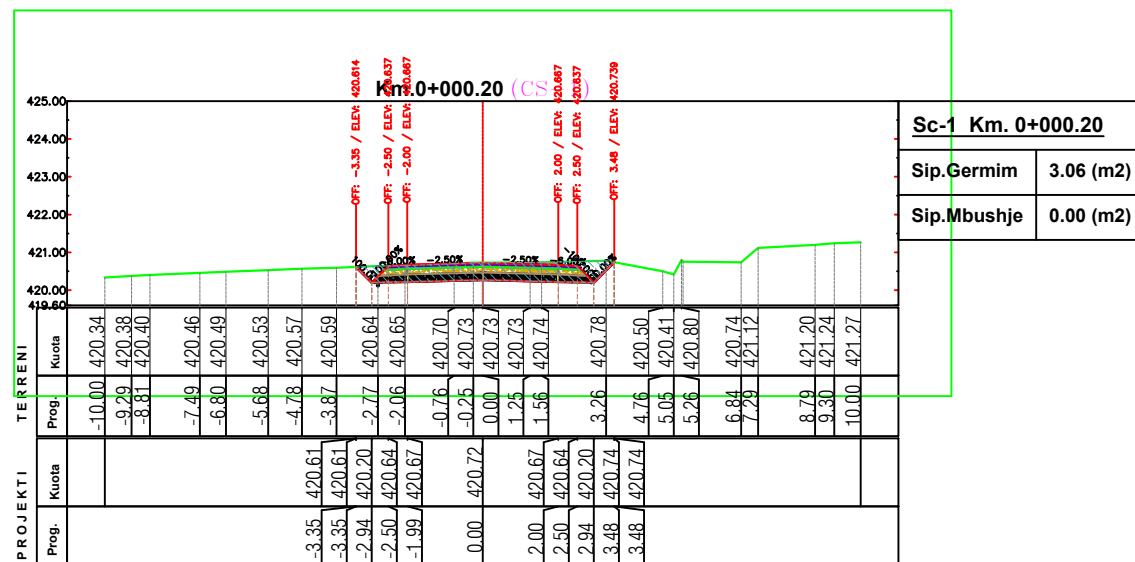 Km.0+000.20 (CS
OFF: -3.35 / ELEV: 420.614
OFF: -2.50 / ELEV: 420.637
OFF: -2.00 / ELEV: 420.667
OFF: 2.00 / ELEV: 420.667
OFF: 2.50 / ELEV: 420.637
OFF: 3.48 / ELEV: 420.739
425.00
424.00
423.00
422.00
421.00
420.00
419.60
-2.50% -2.50%
Sc-1 Km. 0+000.20
Sip.Germim 3.06 (m2)
Sip.Mbushje 0.00 (m2)
TERRENI
Kuota 420.34 420.38 420.40 420.46 420.49 420.53 420.57 420.59 420.64 420.65 420.70 420.73 420.73 420.73 420.74 420.78 420.50 420.41 420.80 420.74 421.12 421.20 421.24 421.27
Prog. -10.00 -9.29 -8.81 -7.49 -6.80 -5.68 -4.78 -3.87 -2.77 -2.06 -0.76 -0.25 0.00 1.25 1.56 3.26 4.76 5.05 5.26 6.84 7.29 8.79 9.30 10.00
PROJEKTI
Kuota 420.61 420.61 420.20 420.64 420.67 420.72 420.67 420.64 420.20 420.74 420.74
Prog. -3.35 -3.35 -2.94 -2.50 -1.99 0.00 2.00 2.50 2.94 3.48 3.48